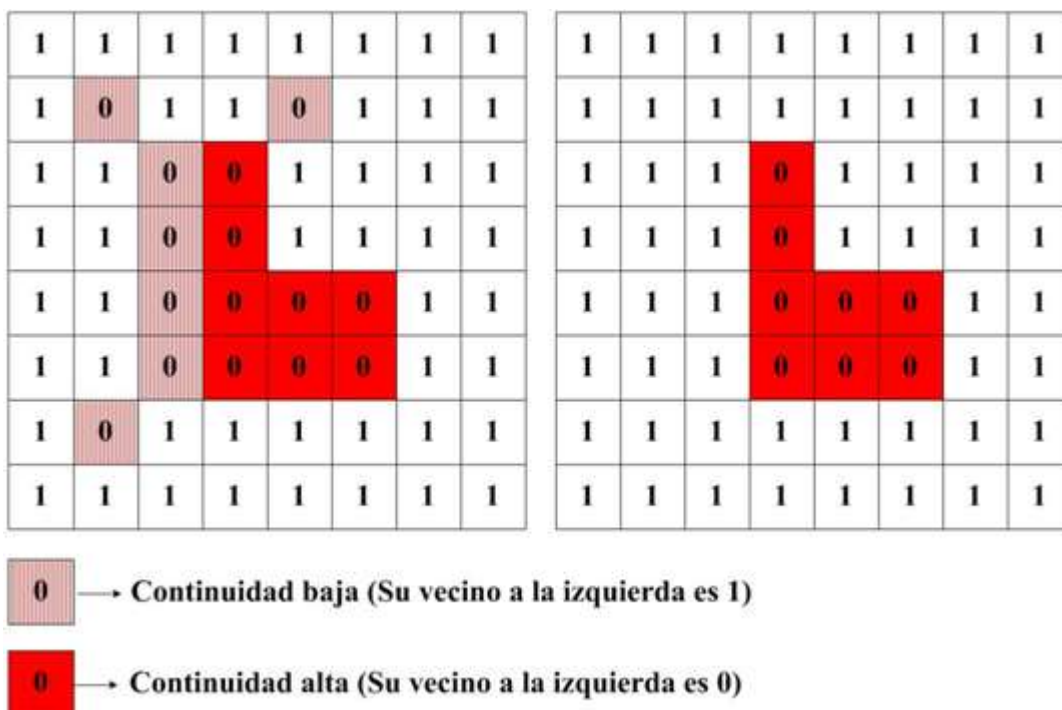 1 1 1 1 1 1 1 1 1 1 1 1 1 1 1 1
1 0 1 1 0 1 1 1 1 1 1 1 1 1 1 1
1 1 0 0 1 1 1 1 1 1 1 0 1 1 1 1
1 1 0 0 1 1 1 1 1 1 1 0 1 1 1 1
1 1 0 0 0 0 1 1 1 1 1 0 0 0 1 1
1 1 0 0 0 0 1 1 1 1 1 0 0 0 1 1
1 0 1 1 1 1 1 1 1 1 1 1 1 1 1 1
1 1 1 1 1 1 1 1 1 1 1 1 1 1 1 1
0 → Continuidad baja (Su vecino a la izquierda es 1)
0 → Continuidad alta (Su vecino a la izquierda es 0)